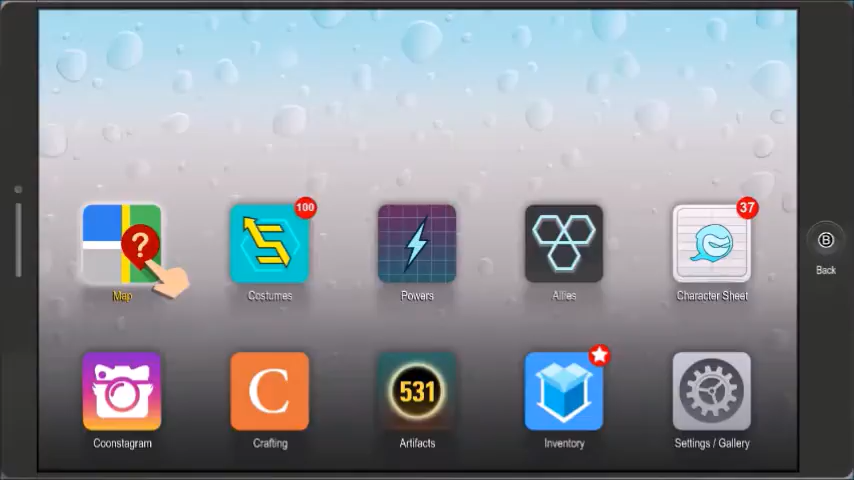 ?
100
37
B
Back
Map
Costumes
Powers
Allies
Character Sheet
C
531
Coonstagram
Crafting
Artifacts
Inventory
Settings / Gallery